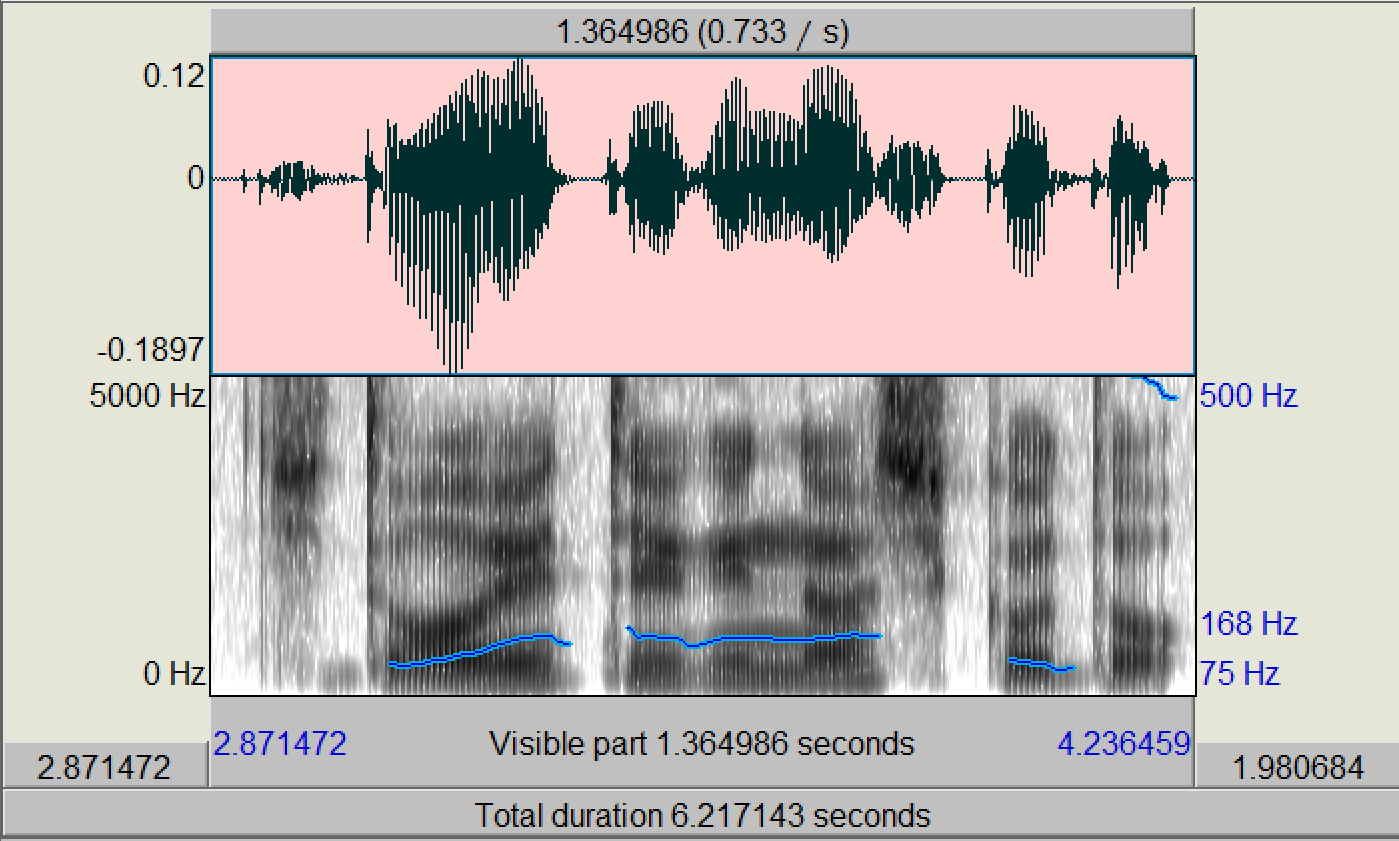 1.364986 (0.733 / s)
0.12
0
-0.1897
5000 Hz
500 Hz
168 Hz
0 Hz
75 Hz
2.871472
Visible part 1.364986 seconds
4.236459
2.871472
1.980684
Total duration 6.217143 seconds